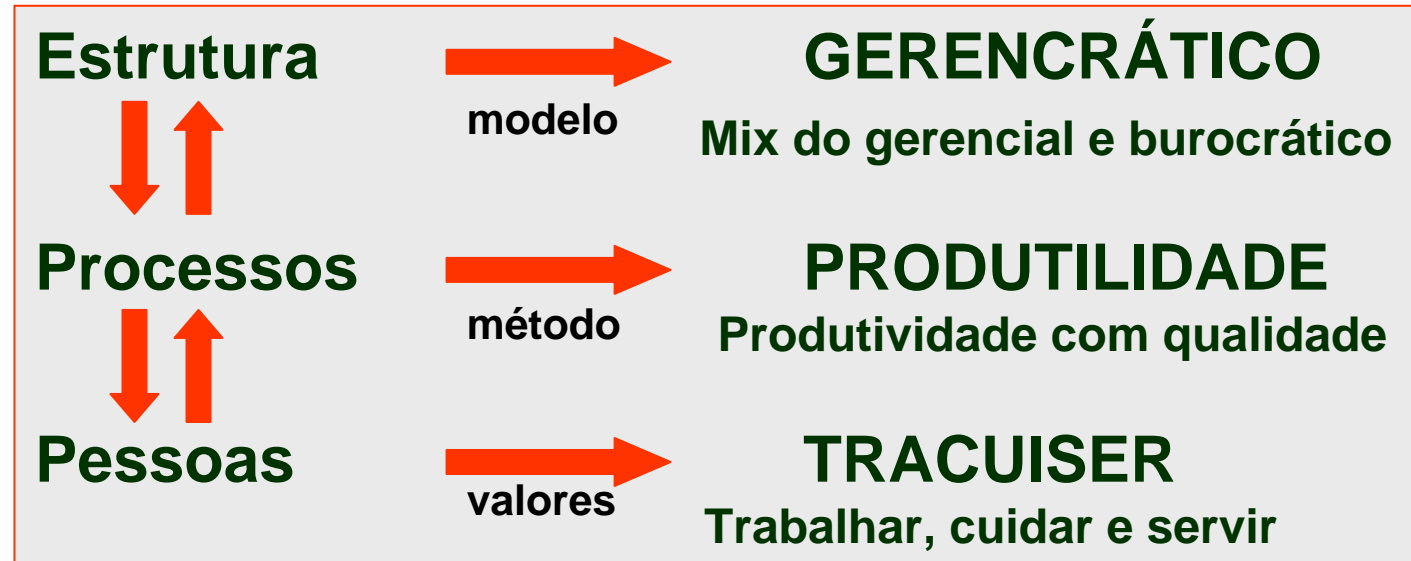 Estrutura
modelo
GERENCRÁTICO
Mix do gerencial e burocrático
Processos
método
PRODUTILIDADE
Produtividade com qualidade
Pessoas
valores
TRACUISER
Trabalhar, cuidar e servir